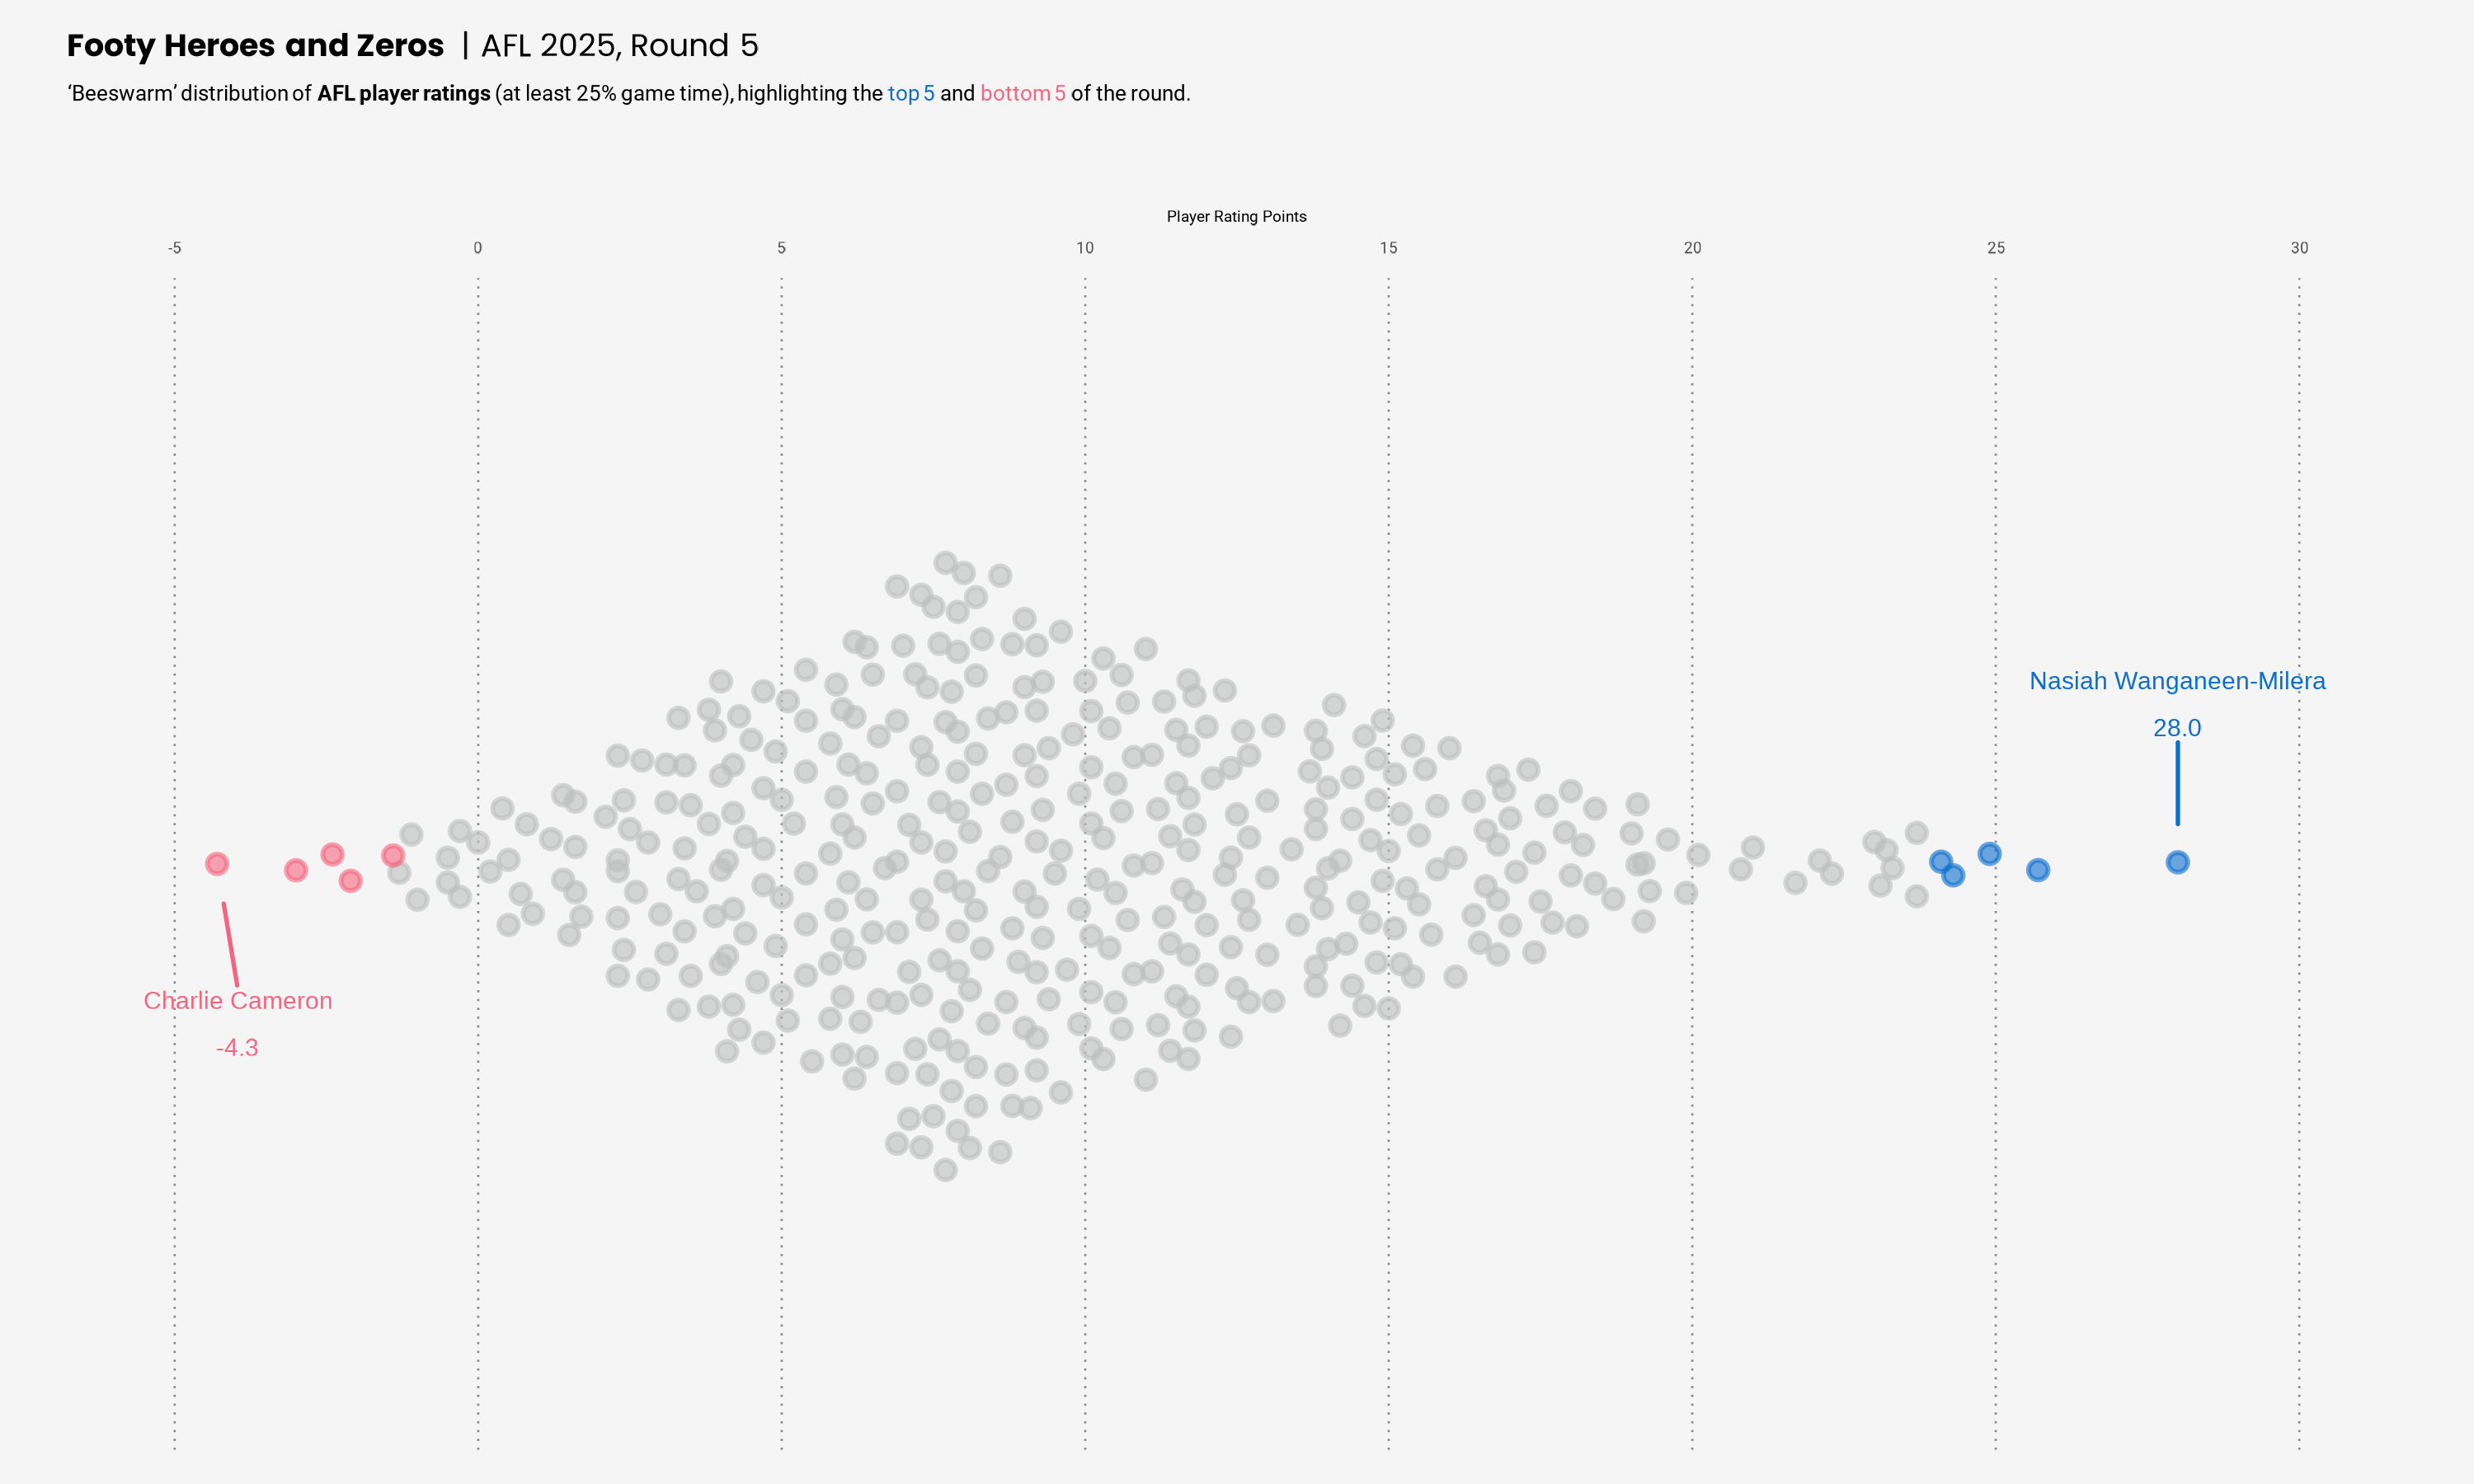 Footy Heroes and Zeros | AFL 2025, Round 5
‘Beeswarm’ distribution of AFL player ratings (at least 25% game time), highlighting the top 5 and bottom 5 of the round.
Player Rating Points
-5 0 5 10 15 20 25 30
Nasiah Wanganeen-Milera
28.0
Charlie Cameron
-4.3